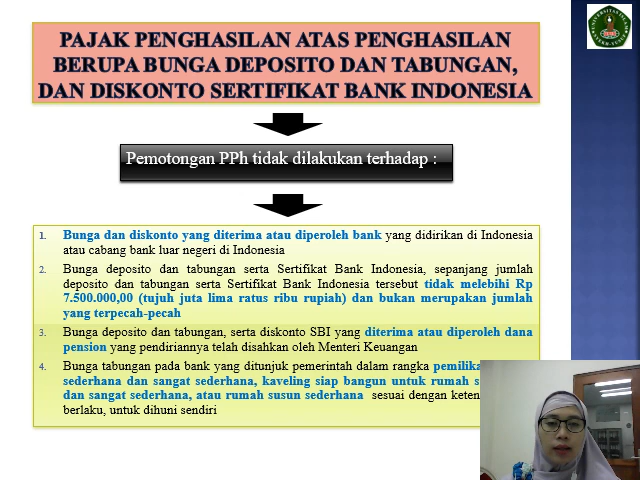 PAJAK PENGHASILAN ATAS PENGHASILAN
BERUPA BUNGA DEPOSITO DAN TABUNGAN,
DAN DISKONTO SERTIFIKAT BANK INDONESIA
Pemotongan PPh tidak dilakukan terhadap :
1. Bunga dan diskonto yang diterima atau diperoleh bank yang didirikan di Indonesia
atau cabang bank luar negeri di Indonesia
2. Bunga deposito dan tabungan serta Sertifikat Bank Indonesia, sepanjang jumlah
deposito dan tabungan serta Sertifikat Bank Indonesia tersebut tidak melebihi Rp
7.500.000,00 (tujuh juta lima ratus ribu rupiah) dan bukan merupakan jumlah
yang terpecah-pecah
3. Bunga deposito dan tabungan, serta diskonto SBI yang diterima atau diperoleh dana
pension yang pendiriannya telah disahkan oleh Menteri Keuangan
4. Bunga tabungan pada bank yang ditunjuk pemerintah dalam rangka
sederhana dan sangat sederhana, kaveling siap bangun untuk rumah
dan sangat sederhana, atau rumah susun sederhana sesuai dengan
berlaku, untuk dihuni sendiri